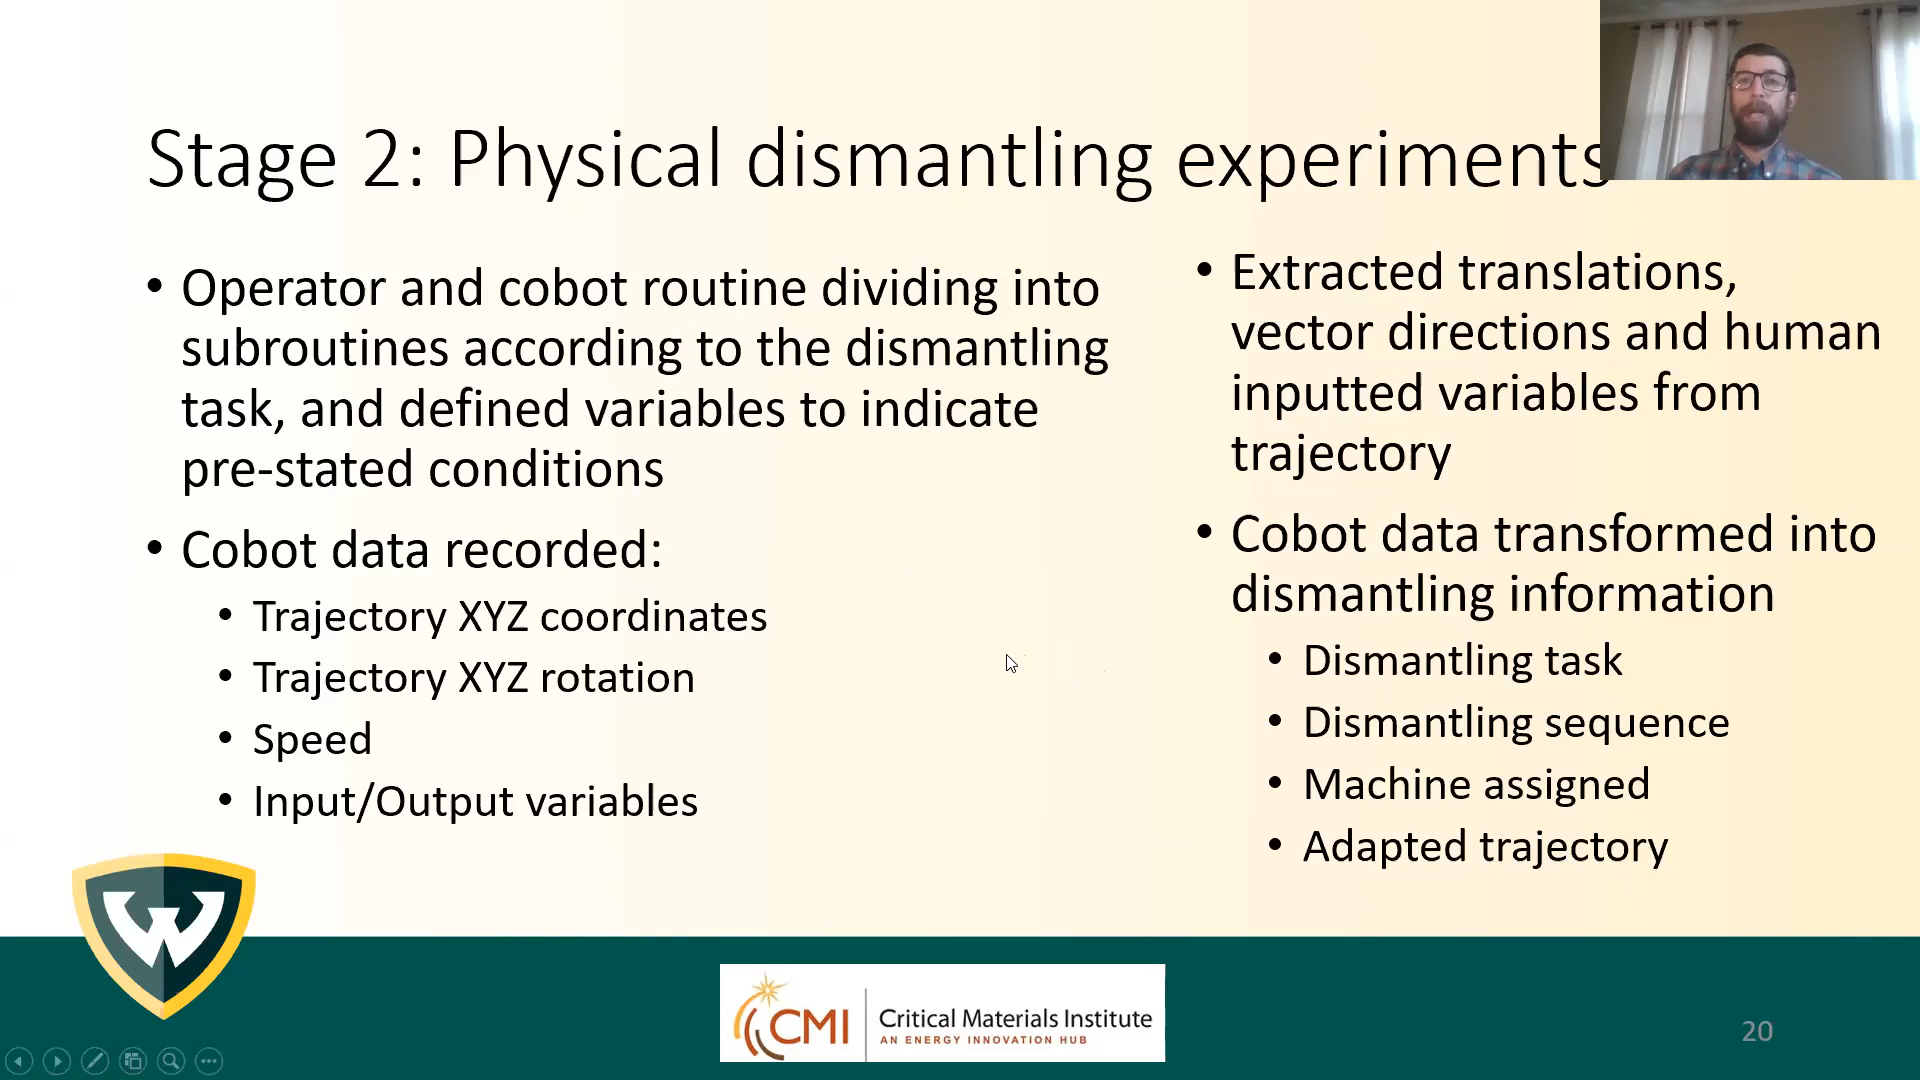 Stage 2: Physical dismantling experiments
• Operator and cobot routine dividing into
subroutines according to the dismantling
task, and defined variables to indicate
pre-stated conditions
• Cobot data recorded:
• Trajectory XYZ coordinates
• Trajectory XYZ rotation
• Speed
• Input/Output variables
• Extracted translations,
vector directions and human
inputted variables from
trajectory
• Cobot data transformed into
dismantling information
• Dismantling task
• Dismantling sequence
• Machine assigned
• Adapted trajectory
W
CMI
Critical Materials Institute
AN ENERGY INNOVATION HUB
20